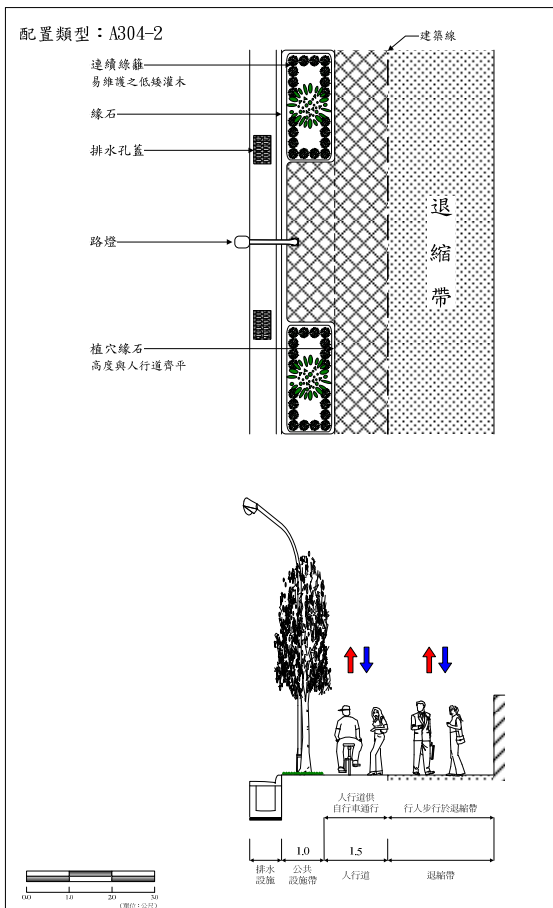 配置類型：A304-2
建築線
連續綠籬
易維護之低矮灌木
緣石
排水孔蓋
退縮帶
路燈
植穴緣石
高度與人行道齊平
人行道供
自行車通行
行人步行於退縮帶
1.0
1.5
排水
設施
公共
設施帶
人行道
退縮帶
0.0 1.0 2.0 3.0
(單位：公尺)